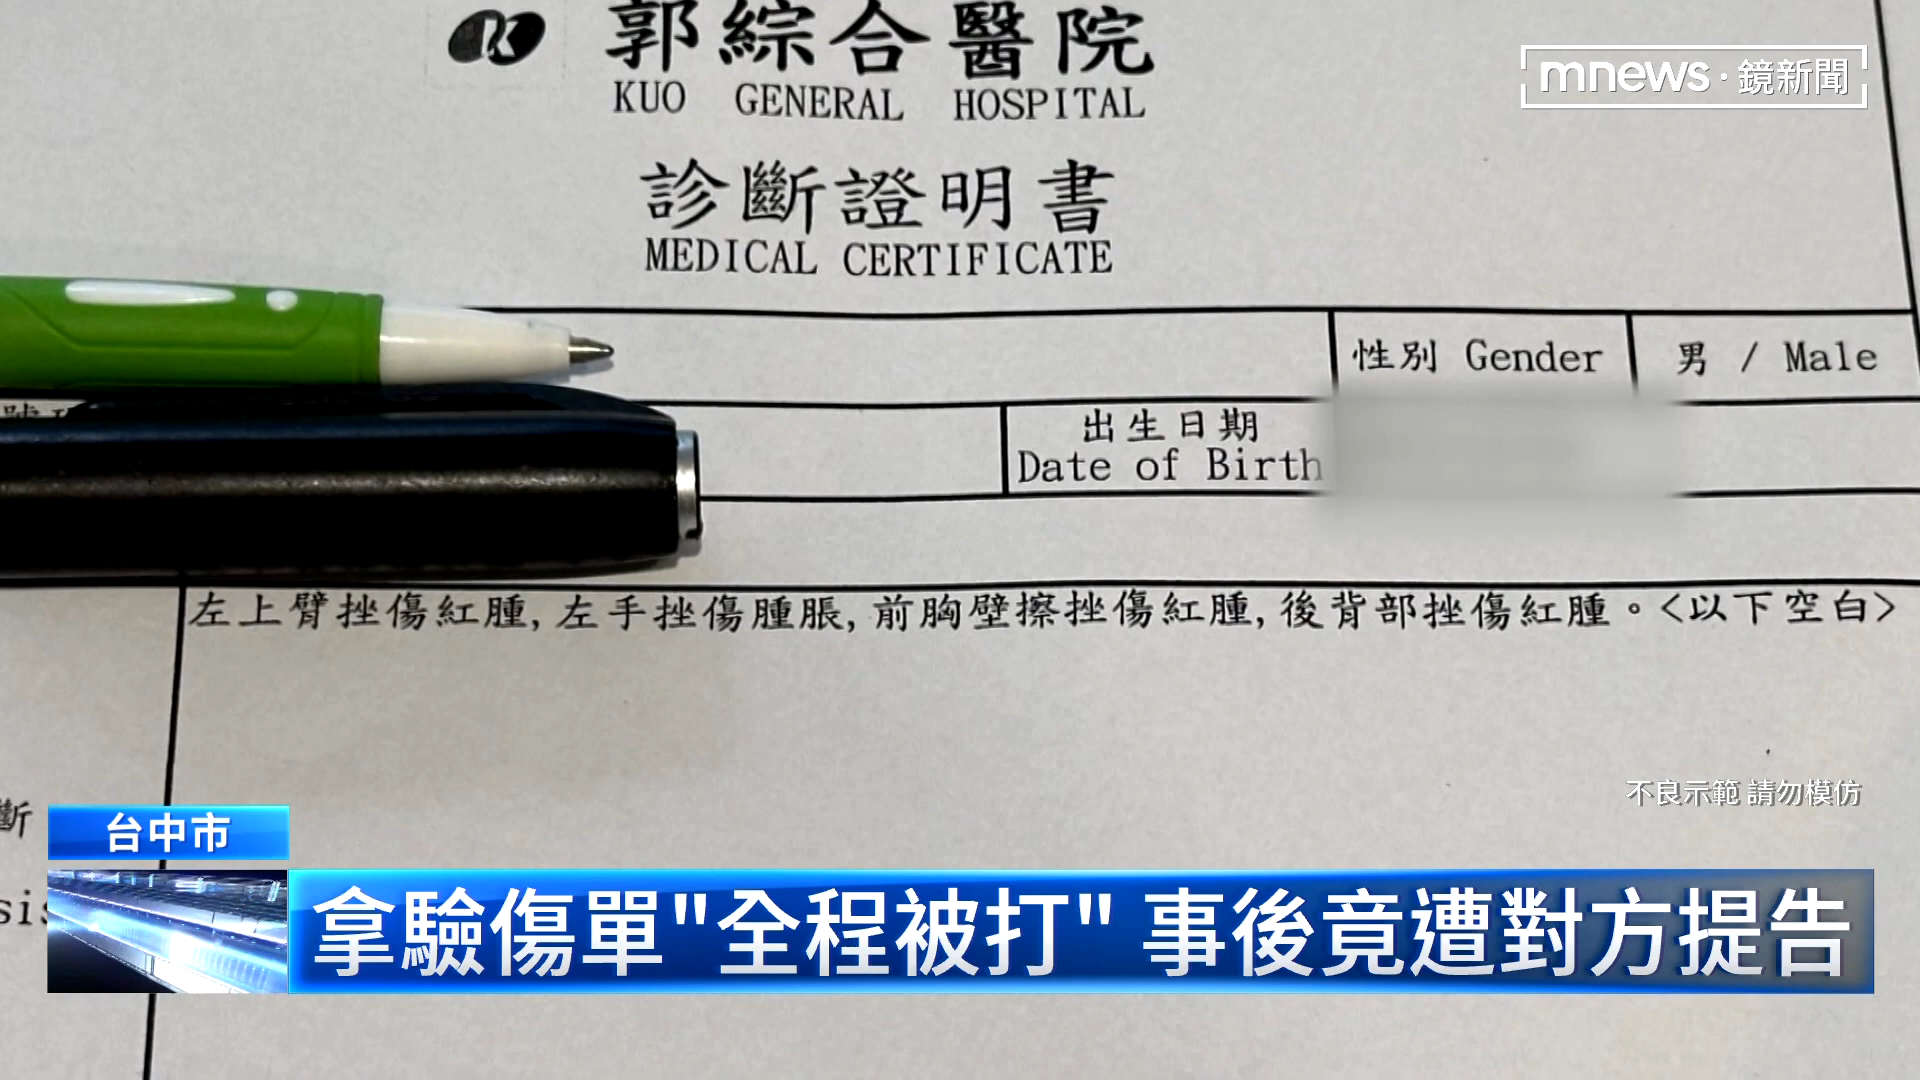 郭綜合醫院
KUO GENERAL HOSPITAL
mnews·鏡新聞
診斷證明書
MEDICAL CERTIFICATE
性別 Gender
男 / Male
出生日期
Date of Birth
左上臂挫傷紅腫,左手挫傷腫脹,前胸壁擦挫傷紅腫,後背部挫傷紅腫。<以下空白>
不良示範 請勿模仿
斷
台中市
sis
拿驗傷單"全程被打" 事後竟遭對方提告